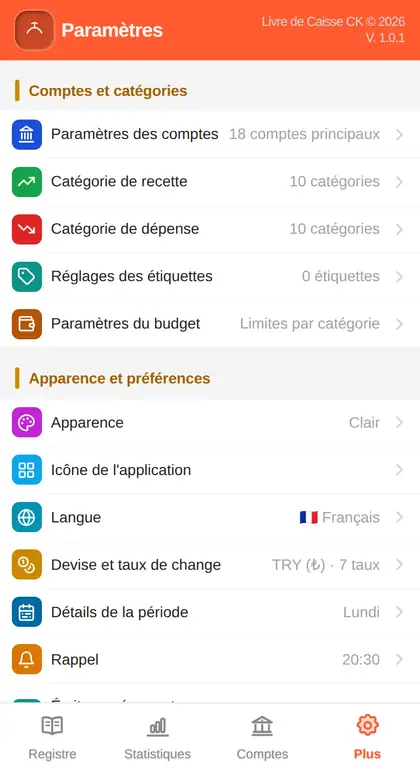 Paramètres
Livre de Caisse CK © 2026
V. 1.0.1
Comptes et catégories
Paramètres des comptes 18 comptes principaux
Catégorie de recette 10 catégories
Catégorie de dépense 10 catégories
Réglages des étiquettes 0 étiquettes
Paramètres du budget Limites par catégorie
Apparence et préférences
Apparence Clair
Icône de l'application
Langue Français
Devise et taux de change TRY (₺) · 7 taux
Détails de la période Lundi
Rappel 20:30
Registre Statistiques Comptes Plus